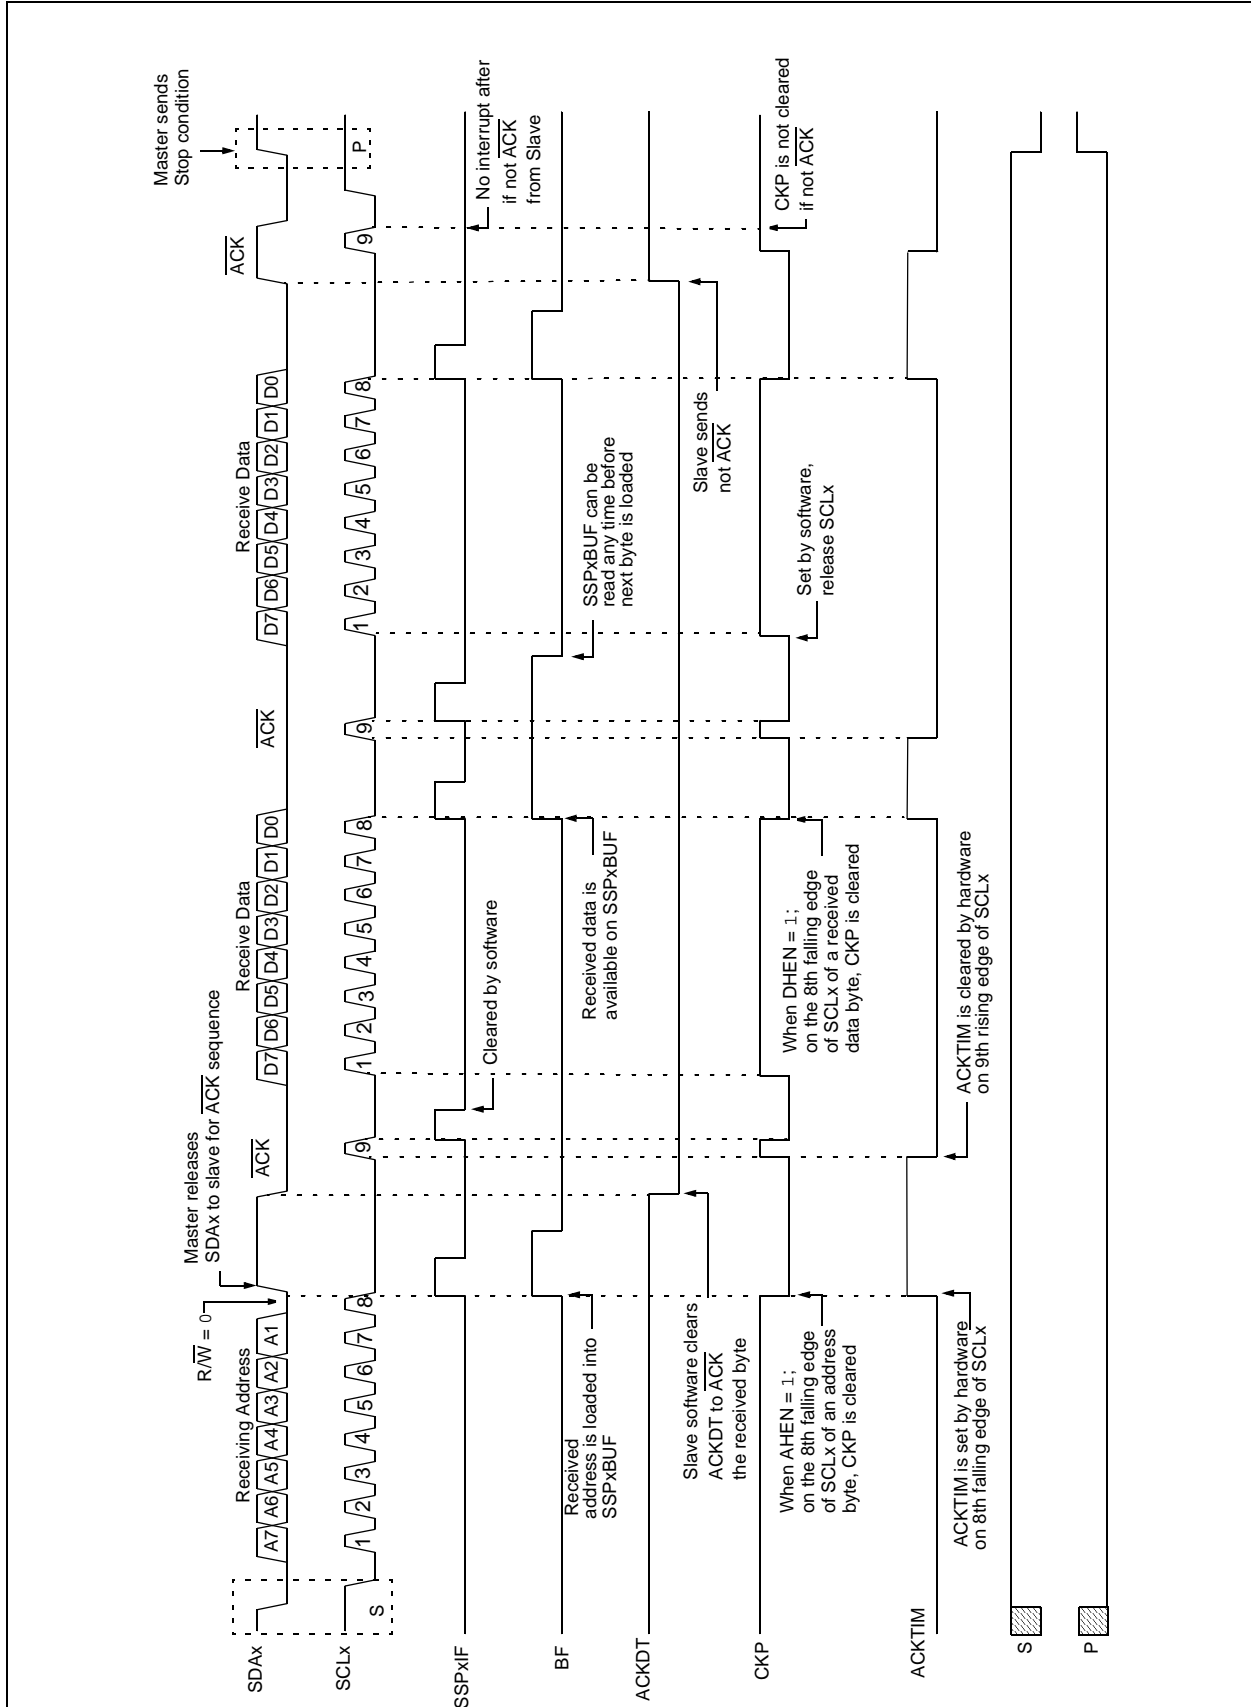 Master sends
Stop condition
Master releases
SDAx to slave for ACK sequence
R/W = 0
Receiving Address
ACK
Receive Data
ACK
Receive Data
ACK
SDAx
A7 A6 A5 A4 A3 A2 A1
D7 D6 D5 D4 D3 D2 D1 D0
D7 D6 D5 D4 D3 D2 D1 D0
SCLx
S
1 2 3 4 5 6 7 8 9
1 2 3 4 5 6 7 8 9
1 2 3 4 5 6 7 8 9
P
SSPxIF
Cleared by software
No interrupt after
if not ACK
from Slave
BF
Received
address is loaded into
SSPxBUF
Received data is
available on SSPxBUF
SSPxBUF can be
read any time before
next byte is loaded
ACKDT
Slave software clears
ACKDT to ACK
the received byte
Slave sends
not ACK
CKP
When AHEN = 1;
on the 8th falling edge
of SCLx of an address
byte, CKP is cleared
When DHEN = 1;
on the 8th falling edge
of SCLx of a received
data byte, CKP is cleared
Set by software,
release SCLx
CKP is not cleared
if not ACK
ACKTIM
ACKTIM is set by hardware
on 8th falling edge of SCLx
ACKTIM is cleared by hardware
on 9th rising edge of SCLx
S
P